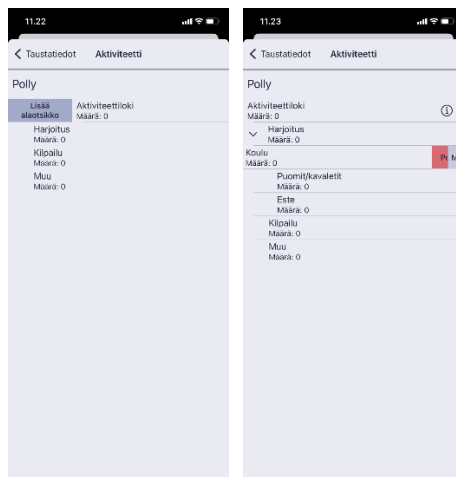 11.22
Taustatiedot Aktiviteetti
Polly
Lisää
alaotsikko
Aktiviteettiloki
Määrä: 0
Harjoitus
Määrä: 0
Kilpailu
Määrä: 0
Muu
Määrä: 0
11.23
Taustatiedot Aktiviteetti
Polly
Aktiviteettiloki
Määrä: 0
Harjoitus
Määrä: 0
Koulu
Määrä: 0
Po M
Puomit/kavaletit
Määrä: 0
Este
Määrä: 0
Kilpailu
Määrä: 0
Muu
Määrä: 0